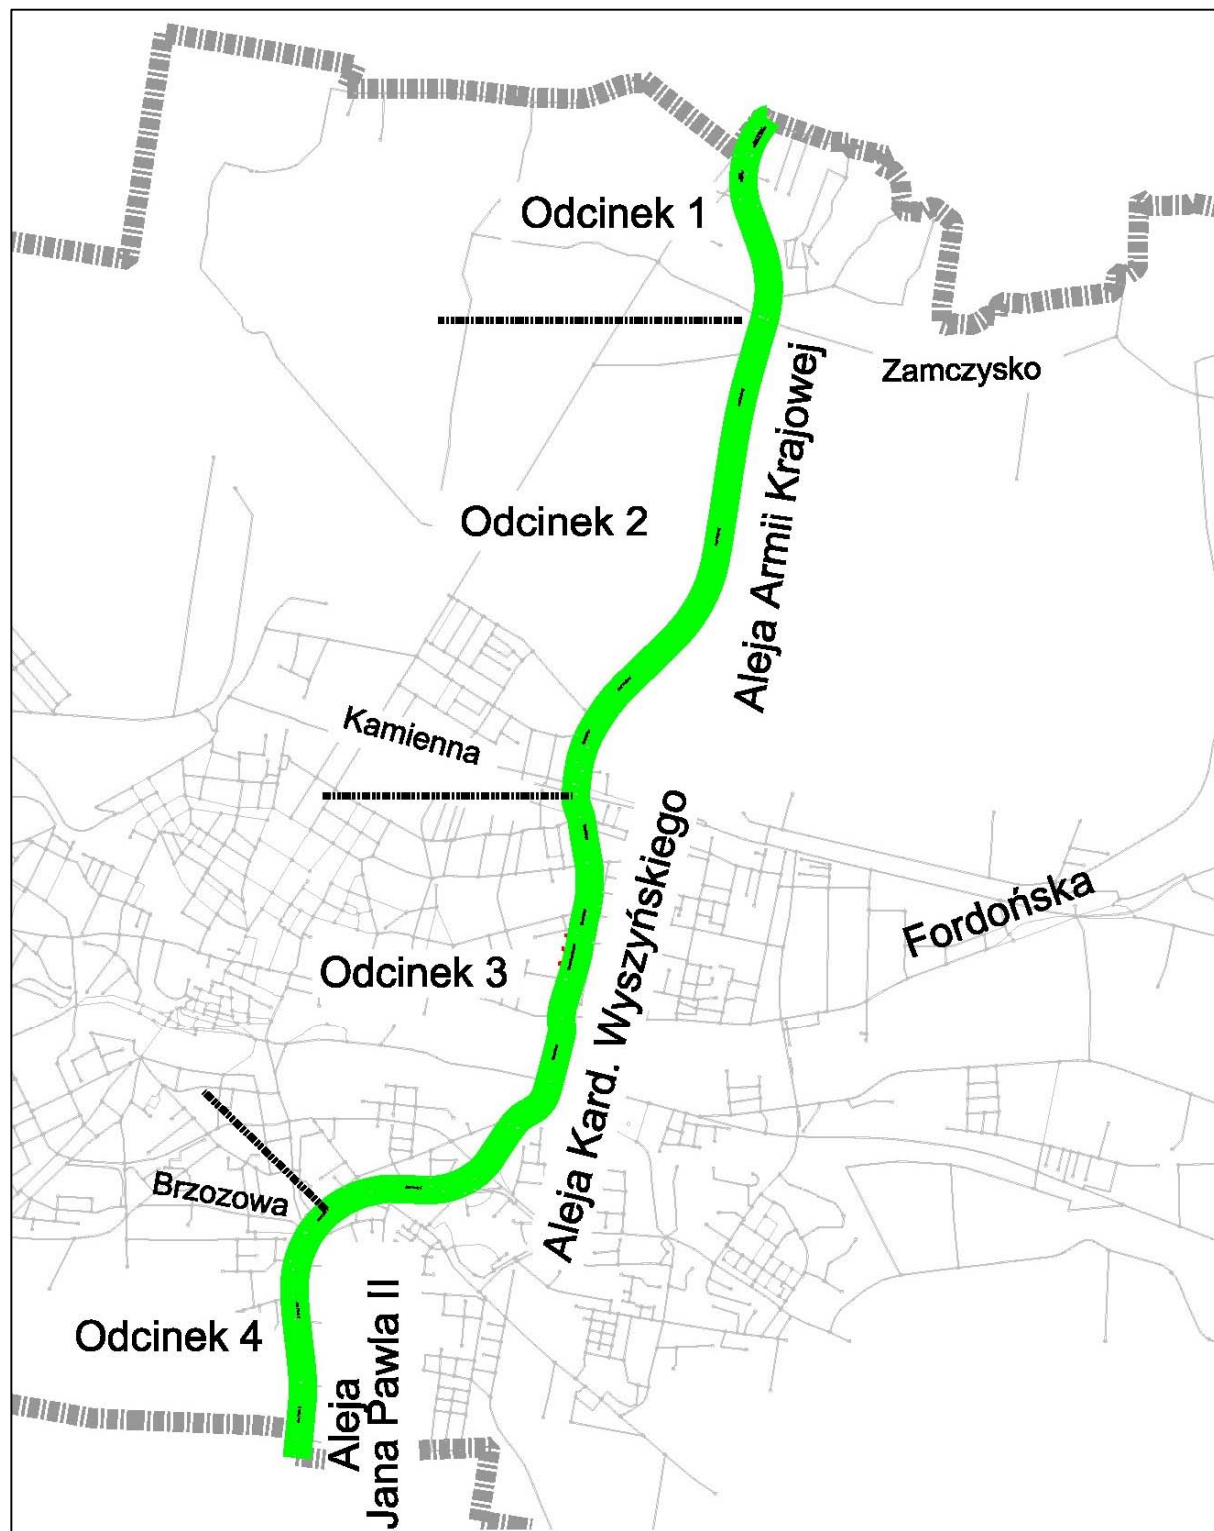 Odcinek 1
Zamczysko
Aleja Armii Krajowej
Odcinek 2
Kamienna
Aleja Kard. Wyszyńskiego
Fordońska
Odcinek 3
Brzozowa
Odcinek 4
Aleja
Jana Pawla II